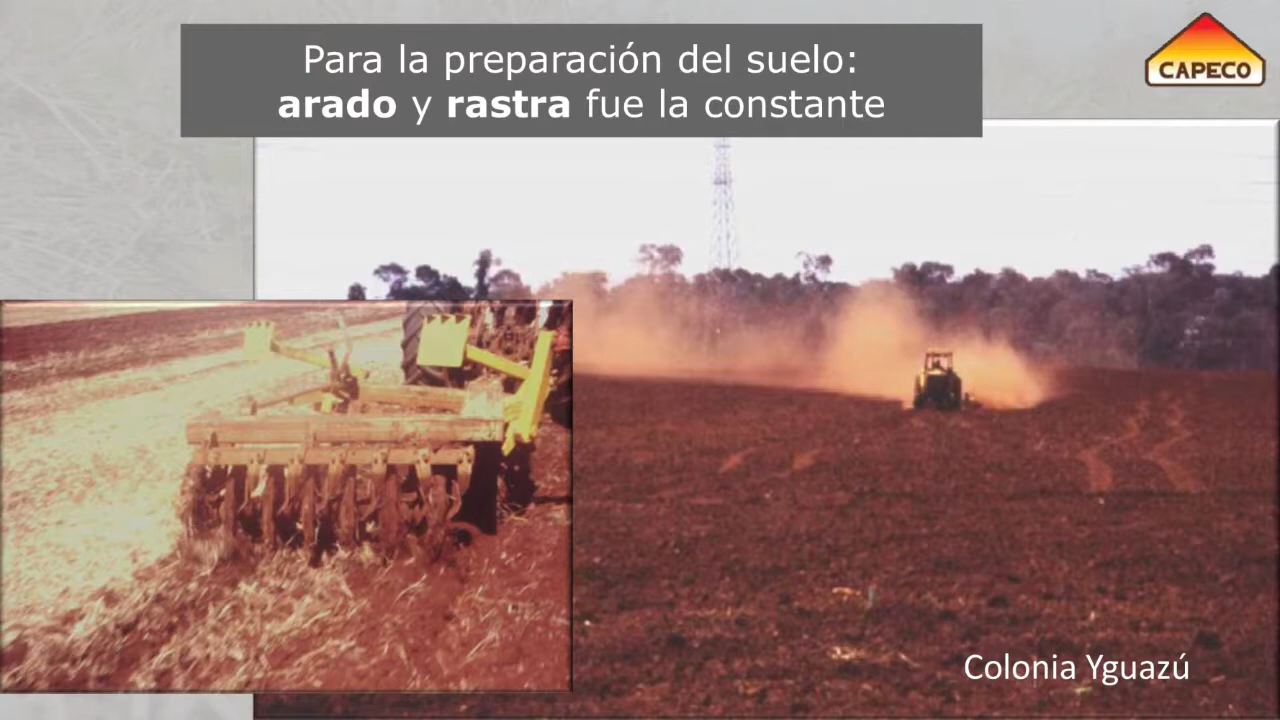 Para la preparación del suelo:
arado y rastra fue la constante
CAPECO
Colonia Yguazú